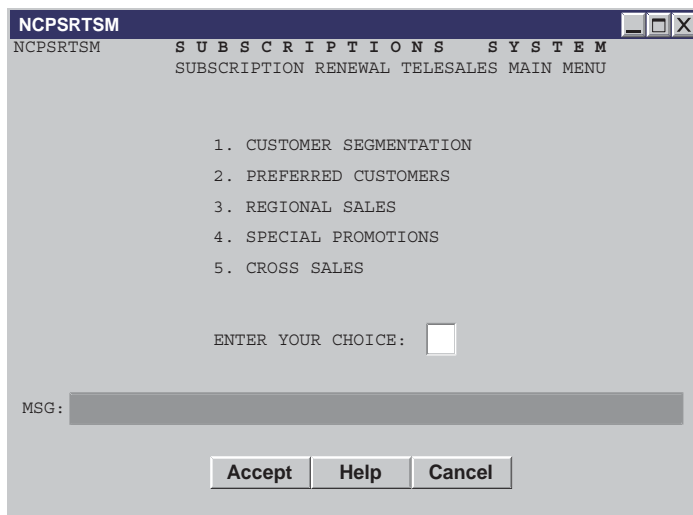 NCPSRTSM
NCPSRTSM S U B S C R I P T I O N S S Y S T E M
SUBSCRIPTION RENEWAL TELESALES MAIN MENU
1. CUSTOMER SEGMENTATION
2. PREFERRED CUSTOMERS
3. REGIONAL SALES
4. SPECIAL PROMOTIONS
5. CROSS SALES
ENTER YOUR CHOICE:
MSG:
Accept Help Cancel